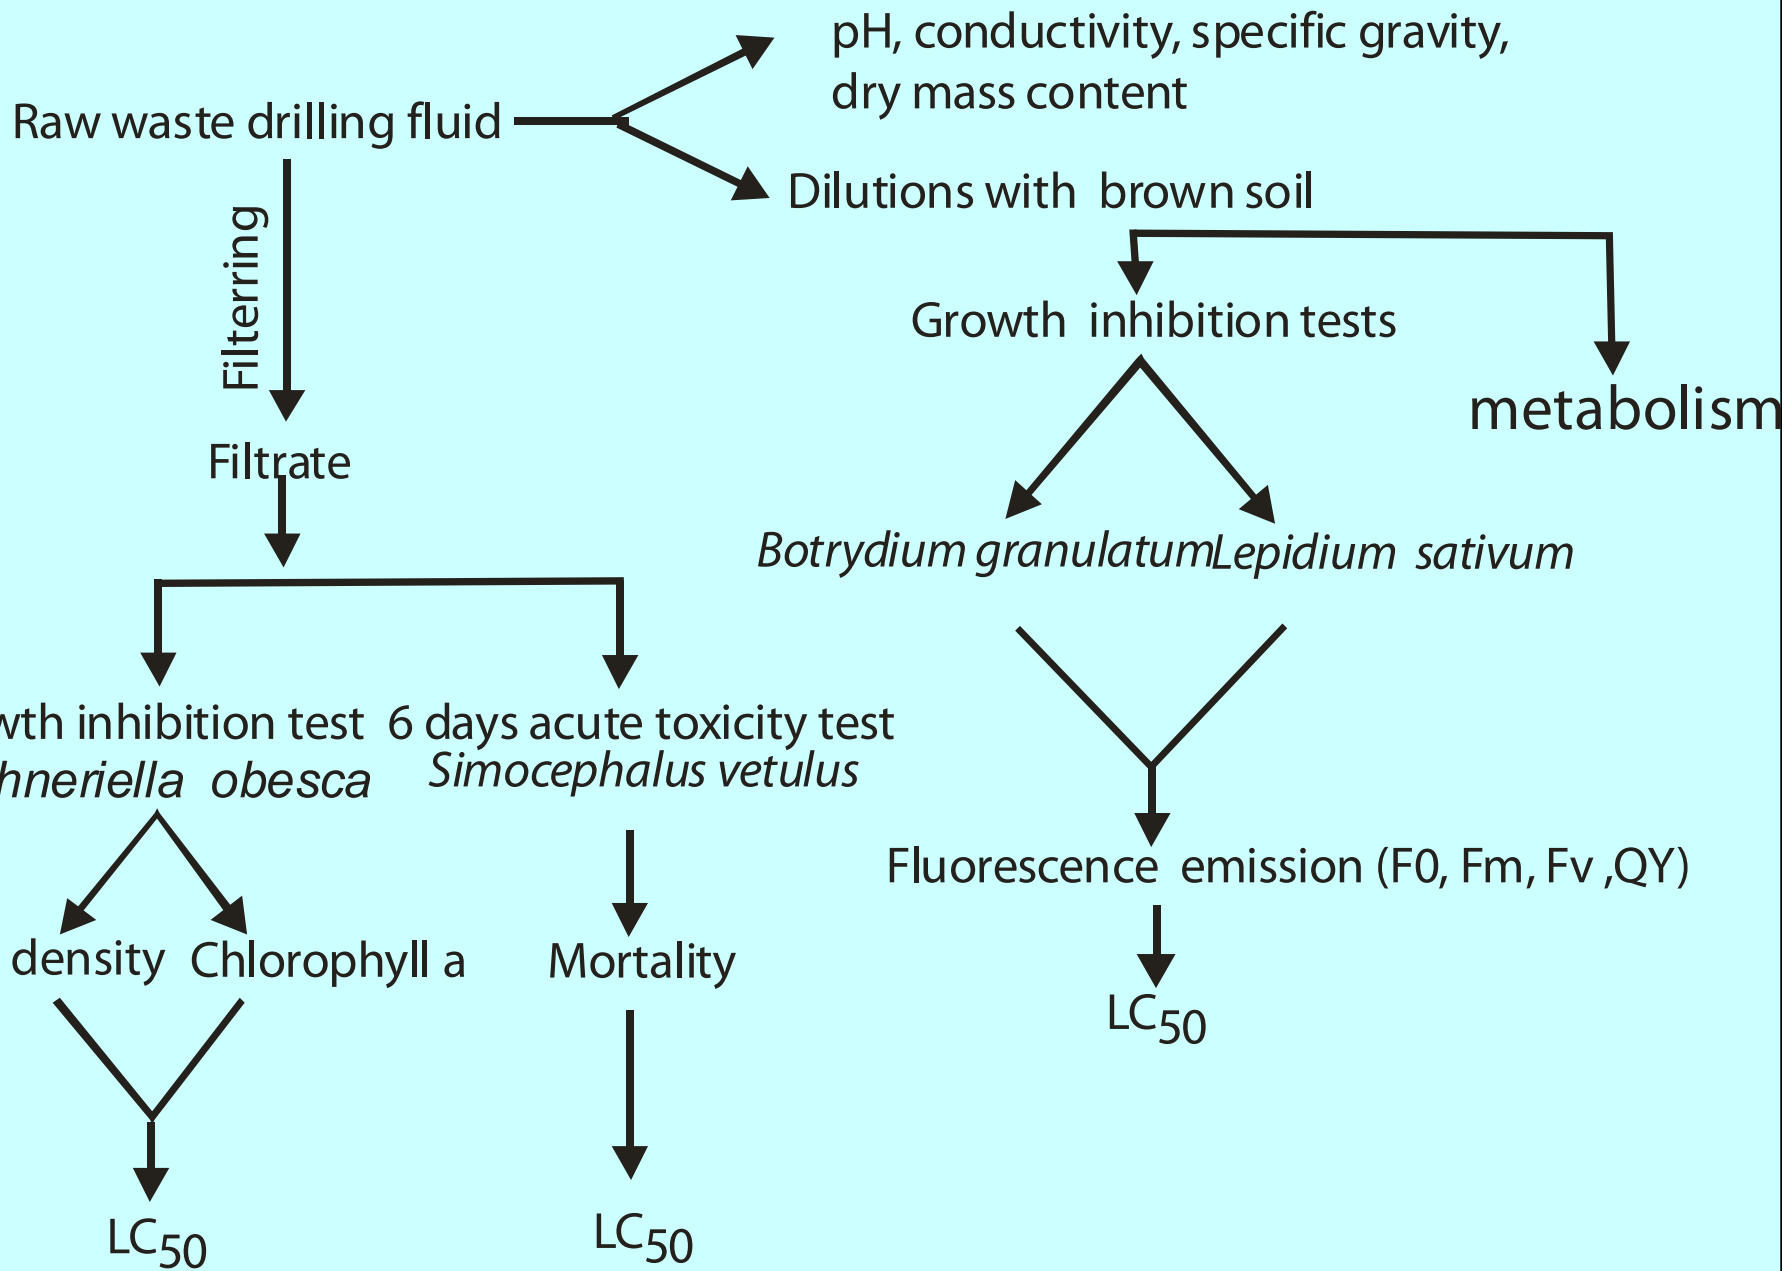 pH, conductivity, specific gravity,
dry mass content
Raw waste drilling fluid
Dilutions with brown soil
Filterring
Growth inhibition tests
metabolism
Filtrate
Botrydium granulatum
Lepidium sativum
wth inhibition test
hneriella obesca
6 days acute toxicity test
Simocephalus vetulus
Fluorescence emission (F0, Fm, Fv ,QY)
density
Chlorophyll a
Mortality
LC50
LC50
LC50